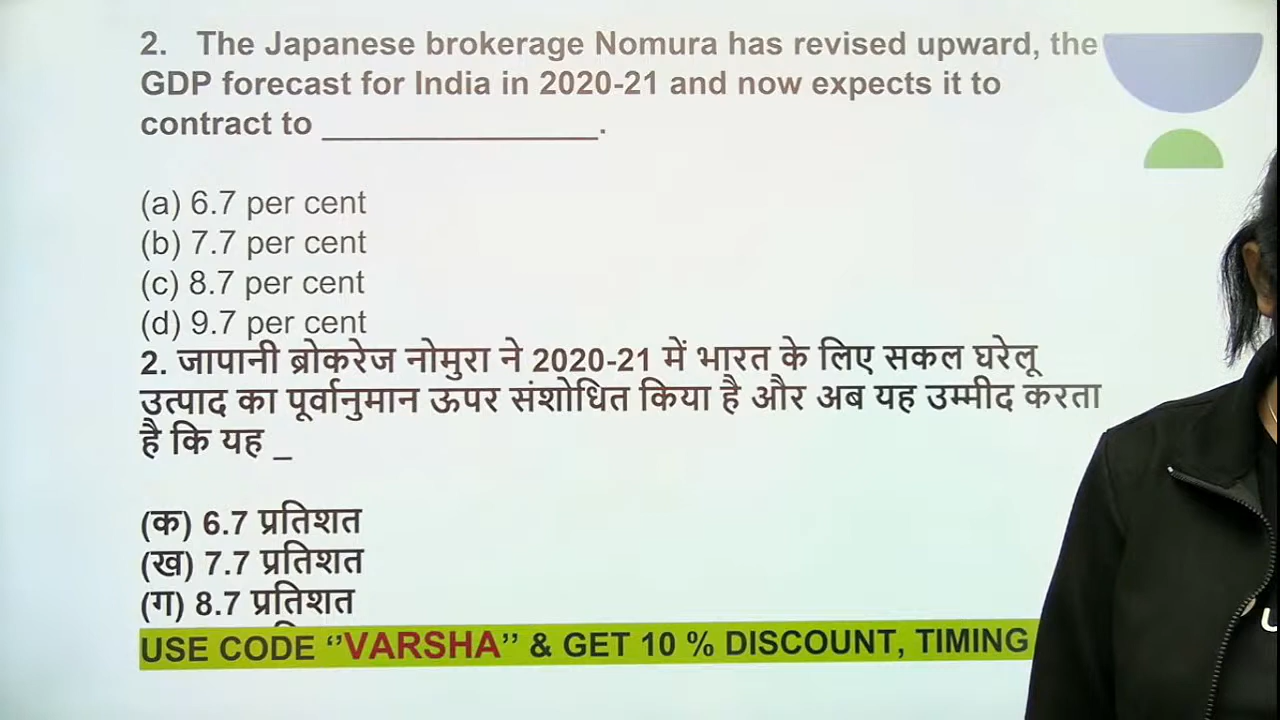 2. The Japanese brokerage Nomura has revised upward, the
GDP forecast for India in 2020-21 and now expects it to
contract to _______________.
(a) 6.7 per cent
(b) 7.7 per cent
(c) 8.7 per cent
(d) 9.7 per cent
2. जापानी ब्रोकरेज नोमुरा ने 2020-21 में भारत के लिए सकल घरेलू
उत्पाद का पूर्वानुमान ऊपर संशोधित किया है और अब यह उम्मीद करता
है कि यह _
(क) 6.7 प्रतिशत
(ख) 7.7 प्रतिशत
(ग) 8.7 प्रतिशत
USE CODE ‘‘VARSHA’’ & GET 10 % DISCOUNT, TIMING